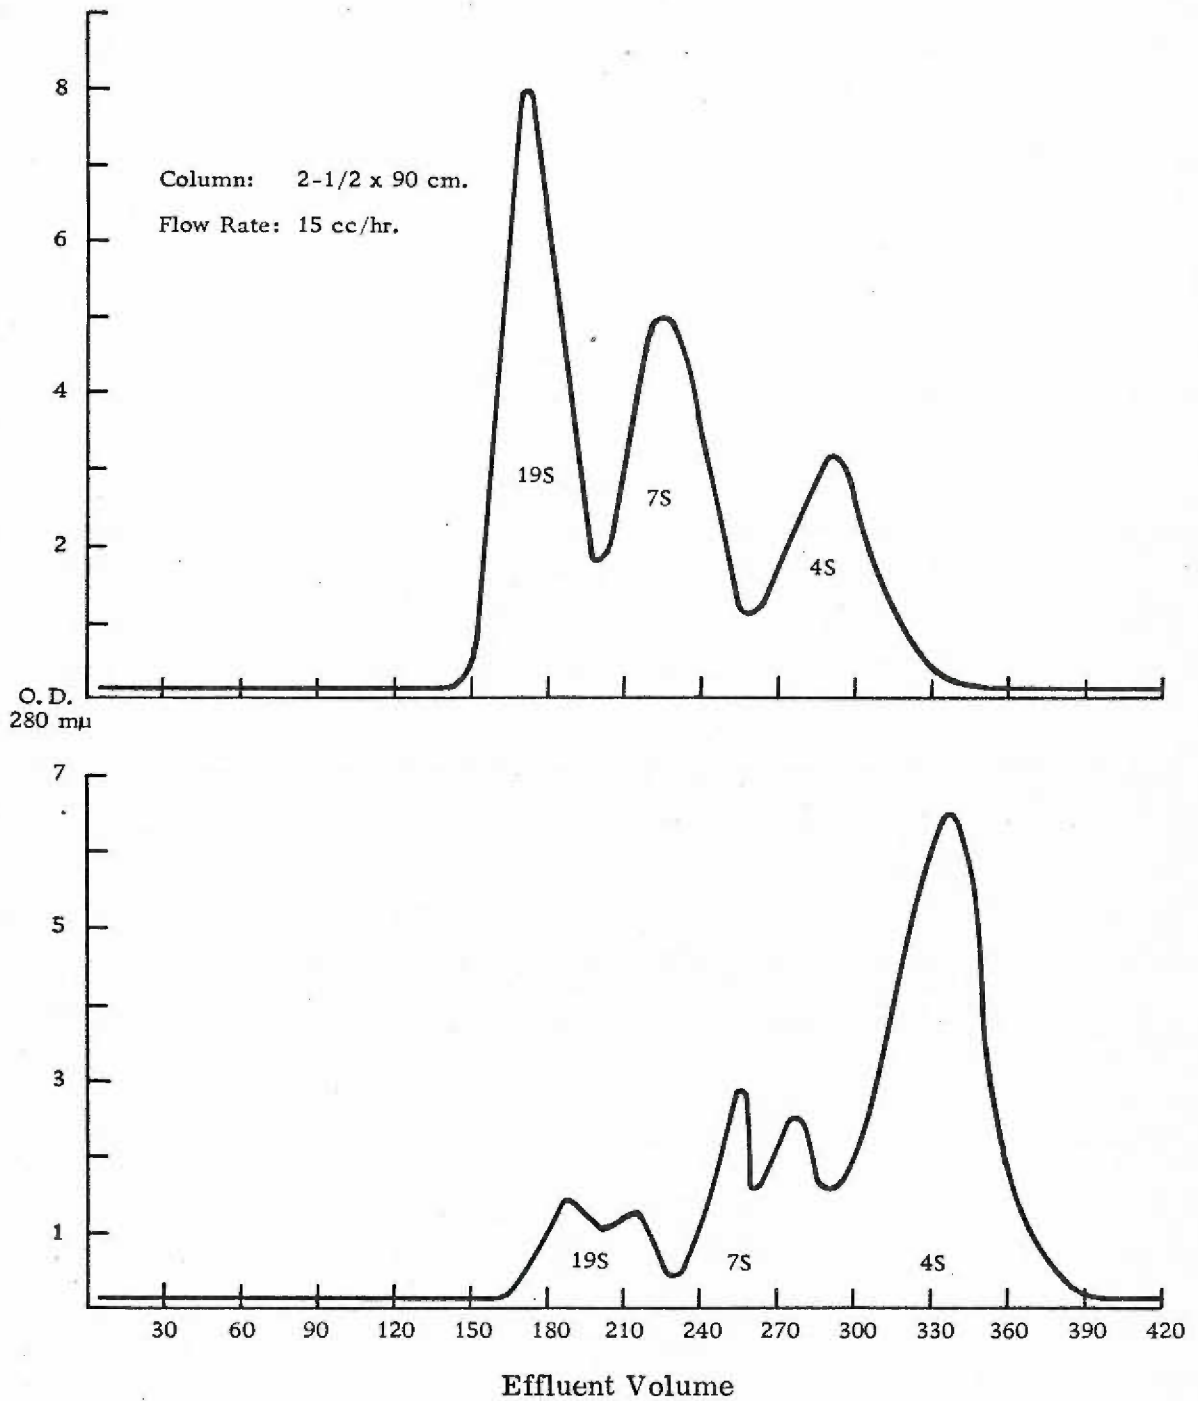 8
Column: 2-1/2 x 90 cm.
Flow Rate: 15 cc/hr.
6
4
19S
7S
2
4S
O.D.
280 mμ
7
5
3
1
19S
7S
4S
30 60 90 120 150 180 210 240 270 300 330 360 390 420
Effluent Volume